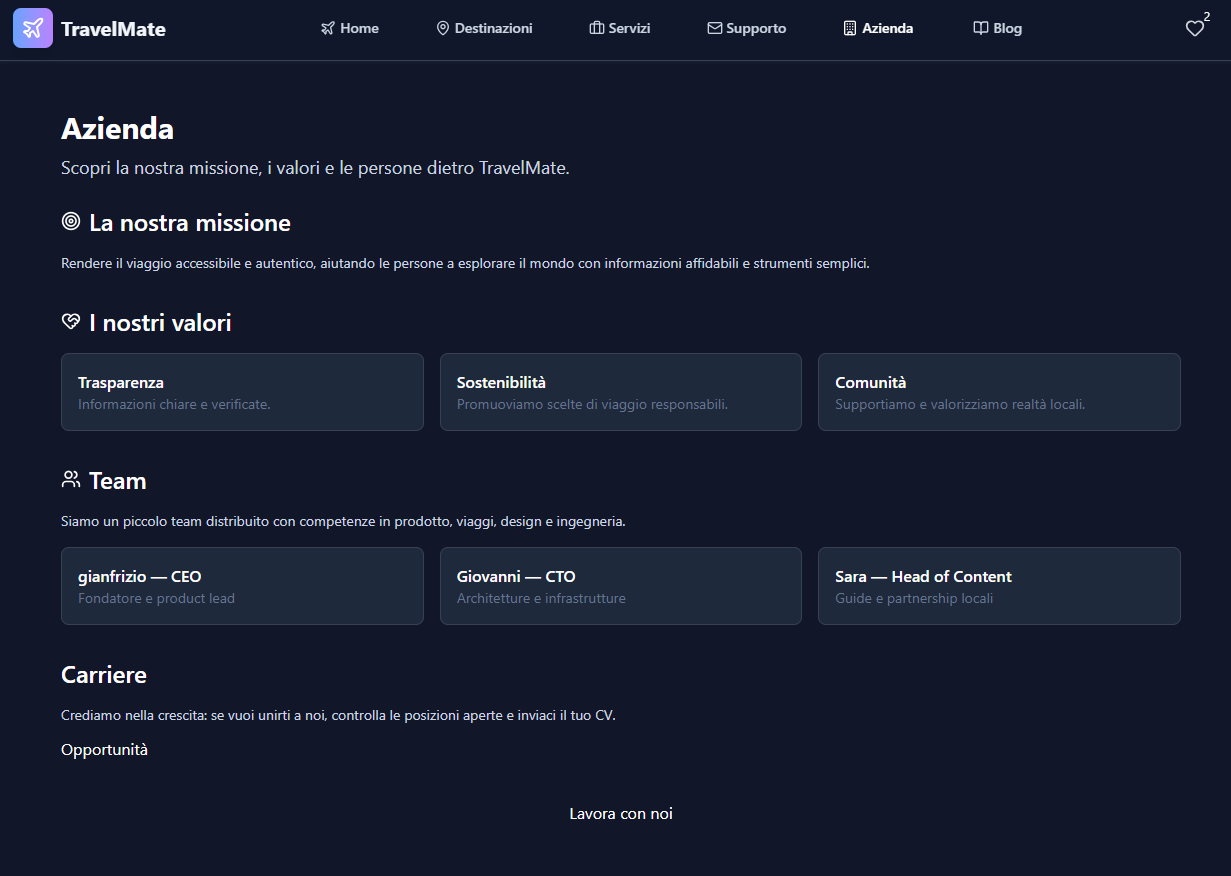 TravelMate
Home
Destinazioni
Servizi
Supporto
Azienda
Blog
2
Azienda
Scopri la nostra missione, i valori e le persone dietro TravelMate.
La nostra missione
Rendere il viaggio accessibile e autentico, aiutando le persone a esplorare il mondo con informazioni affidabili e strumenti semplici.
I nostri valori
Trasparenza
Informazioni chiare e verificate.
Sostenibilità
Promuoviamo scelte di viaggio responsabili.
Comunità
Supportiamo e valorizziamo realtà locali.
Team
Siamo un piccolo team distribuito con competenze in prodotto, viaggi, design e ingegneria.
gianfrizio — CEO
Fondatore e product lead
Giovanni — CTO
Architetture e infrastrutture
Sara — Head of Content
Guide e partnership locali
Carriere
Crediamo nella crescita: se vuoi unirti a noi, controlla le posizioni aperte e inviaci il tuo CV.
Opportunità
Lavora con noi